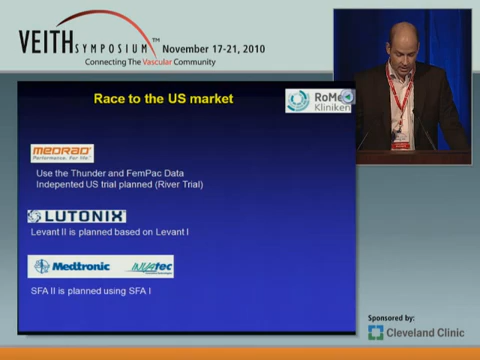 VEITHSYMPOSIUM™
November 17-21, 2010
Connecting The Vascular Community
Race to the US market
RoMed
Kliniken
MEDRAD
Performance. For life.™
Use the Thunder and FemPac Data
Indepented US trial planned (River Trial)
LUTONIX
Levant II is planned based on Levant I
Medtronic
INVAtec
SFA II is planned using SFA I
Sponsored by:
Cleveland Clinic